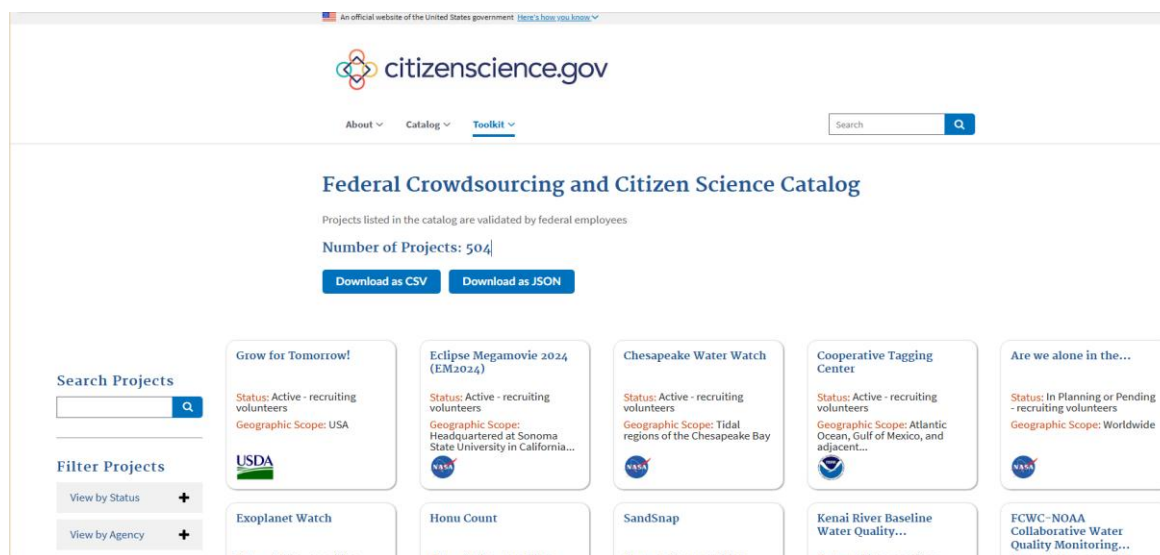 An official website of the United States government Here's how you know
citizenscience.gov
About Catalog Toolkit
Search
Federal Crowdsourcing and Citizen Science Catalog
Projects listed in the catalog are validated by federal employees
Number of Projects: 504
Download as CSV Download as JSON
Search Projects
Filter Projects
View by Status
View by Agency
Grow for Tomorrow!
Status: Active - recruiting
volunteers
Geographic Scope: USA
USDA
Eclipse Megamovie 2024
(EM2024)
Status: Active - recruiting
volunteers
Geographic Scope:
Headquartered at Sonoma
State University in California...
NASA
Chesapeake Water Watch
Status: Active - recruiting
volunteers
Geographic Scope: Tidal
regions of the Chesapeake Bay
NASA
Cooperative Tagging
Center
Status: Active - recruiting
volunteers
Geographic Scope: Atlantic
Ocean, Gulf of Mexico, and
adjacent...
Are we alone in the...
Status: In Planning or Pending
- recruiting volunteers
Geographic Scope: Worldwide
NASA
Exoplanet Watch
Honu Count
SandSnap
Kenai River Baseline
Water Quality...
FCWC-NOAA
Collaborative Water
Quality Monitoring...